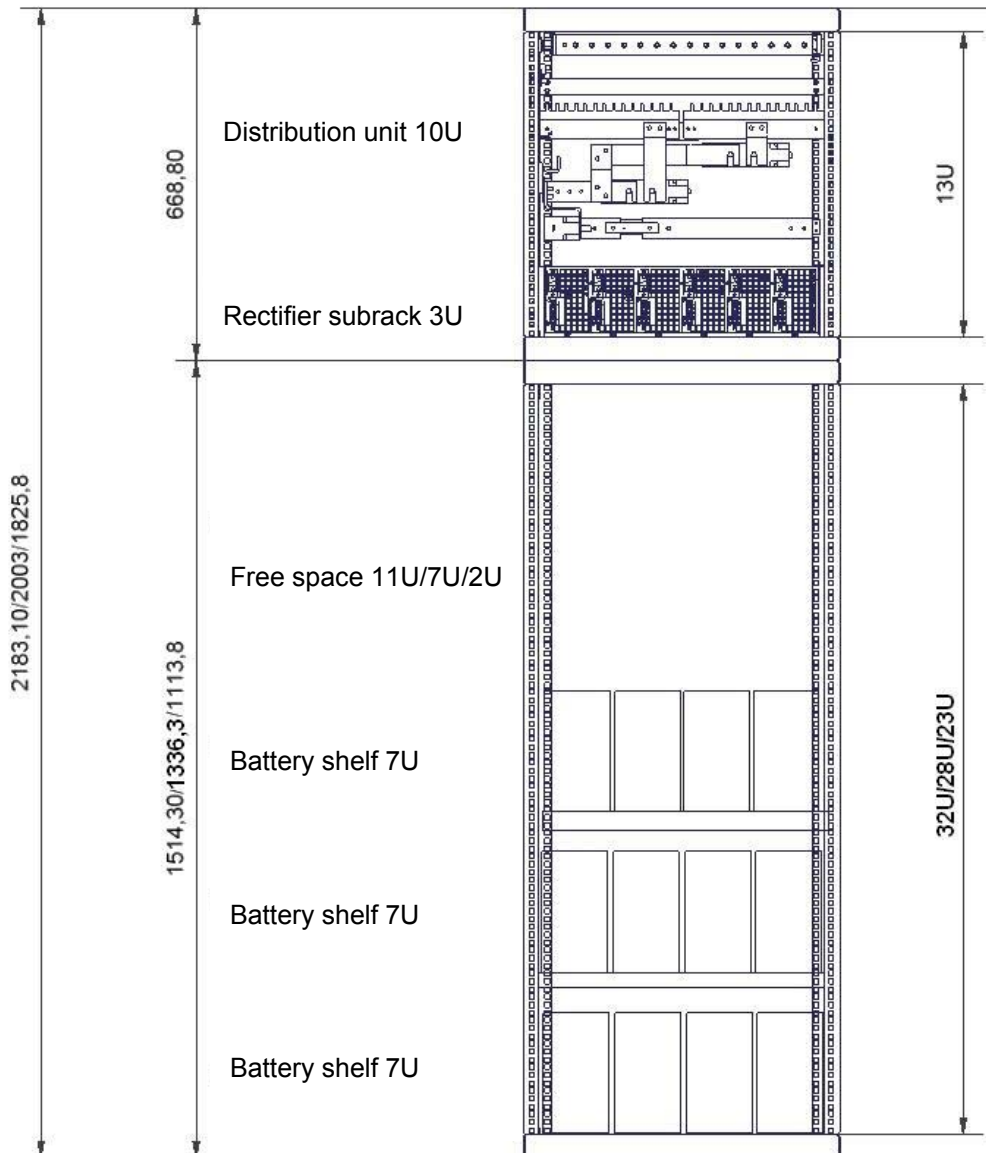 Distribution unit 10U
668,80
13U
Rectifier subrack 3U
2183,10/2003/1825,8
Free space 11U/7U/2U
1514,30/1336,3/1113,8
Battery shelf 7U
32U/28U/23U
Battery shelf 7U
Battery shelf 7U